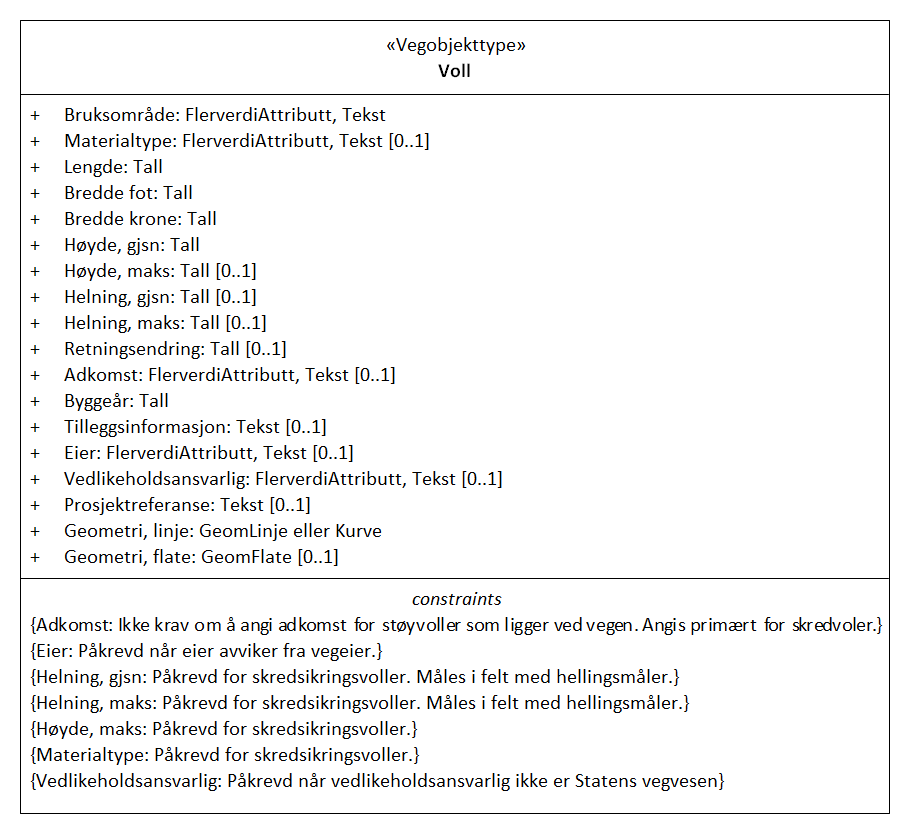 «Vegobjekttype»
Voll
+ Bruksområde: FlerverdiAttributt, Tekst
+ Materialtype: FlerverdiAttributt, Tekst [0..1]
+ Lengde: Tall
+ Bredde fot: Tall
+ Bredde krone: Tall
+ Høyde, gjsn: Tall
+ Høyde, maks: Tall [0..1]
+ Helning, gjsn: Tall [0..1]
+ Helning, maks: Tall [0..1]
+ Retningsendring: Tall [0..1]
+ Adkomst: FlerverdiAttributt, Tekst [0..1]
+ Byggeår: Tall
+ Tilleggsinformasjon: Tekst [0..1]
+ Eier: FlerverdiAttributt, Tekst [0..1]
+ Vedlikeholdsansvarlig: FlerverdiAttributt, Tekst [0..1]
+ Prosjektreferanse: Tekst [0..1]
+ Geometri, linje: GeomLinje eller Kurve
+ Geometri, flate: GeomFlate [0..1]
constraints
{Adkomst: Ikke krav om å angi adkomst for støyvoller som ligger ved vegen. Angis primært for skredvoler.}
{Eier: Påkrevd når eier avviker fra vegeier.}
{Helning, gjsn: Påkrevd for skredsikringsvoller. Måles i felt med hellingsmåler.}
{Helning, maks: Påkrevd for skredsikringsvoller. Måles i felt med hellingsmåler.}
{Høyde, maks: Påkrevd for skredsikringsvoller.}
{Materialtype: Påkrevd for skredsikringsvoller.}
{Vedlikeholdsansvarlig: Påkrevd når vedlikeholdsansvarlig ikke er Statens vegvesen}